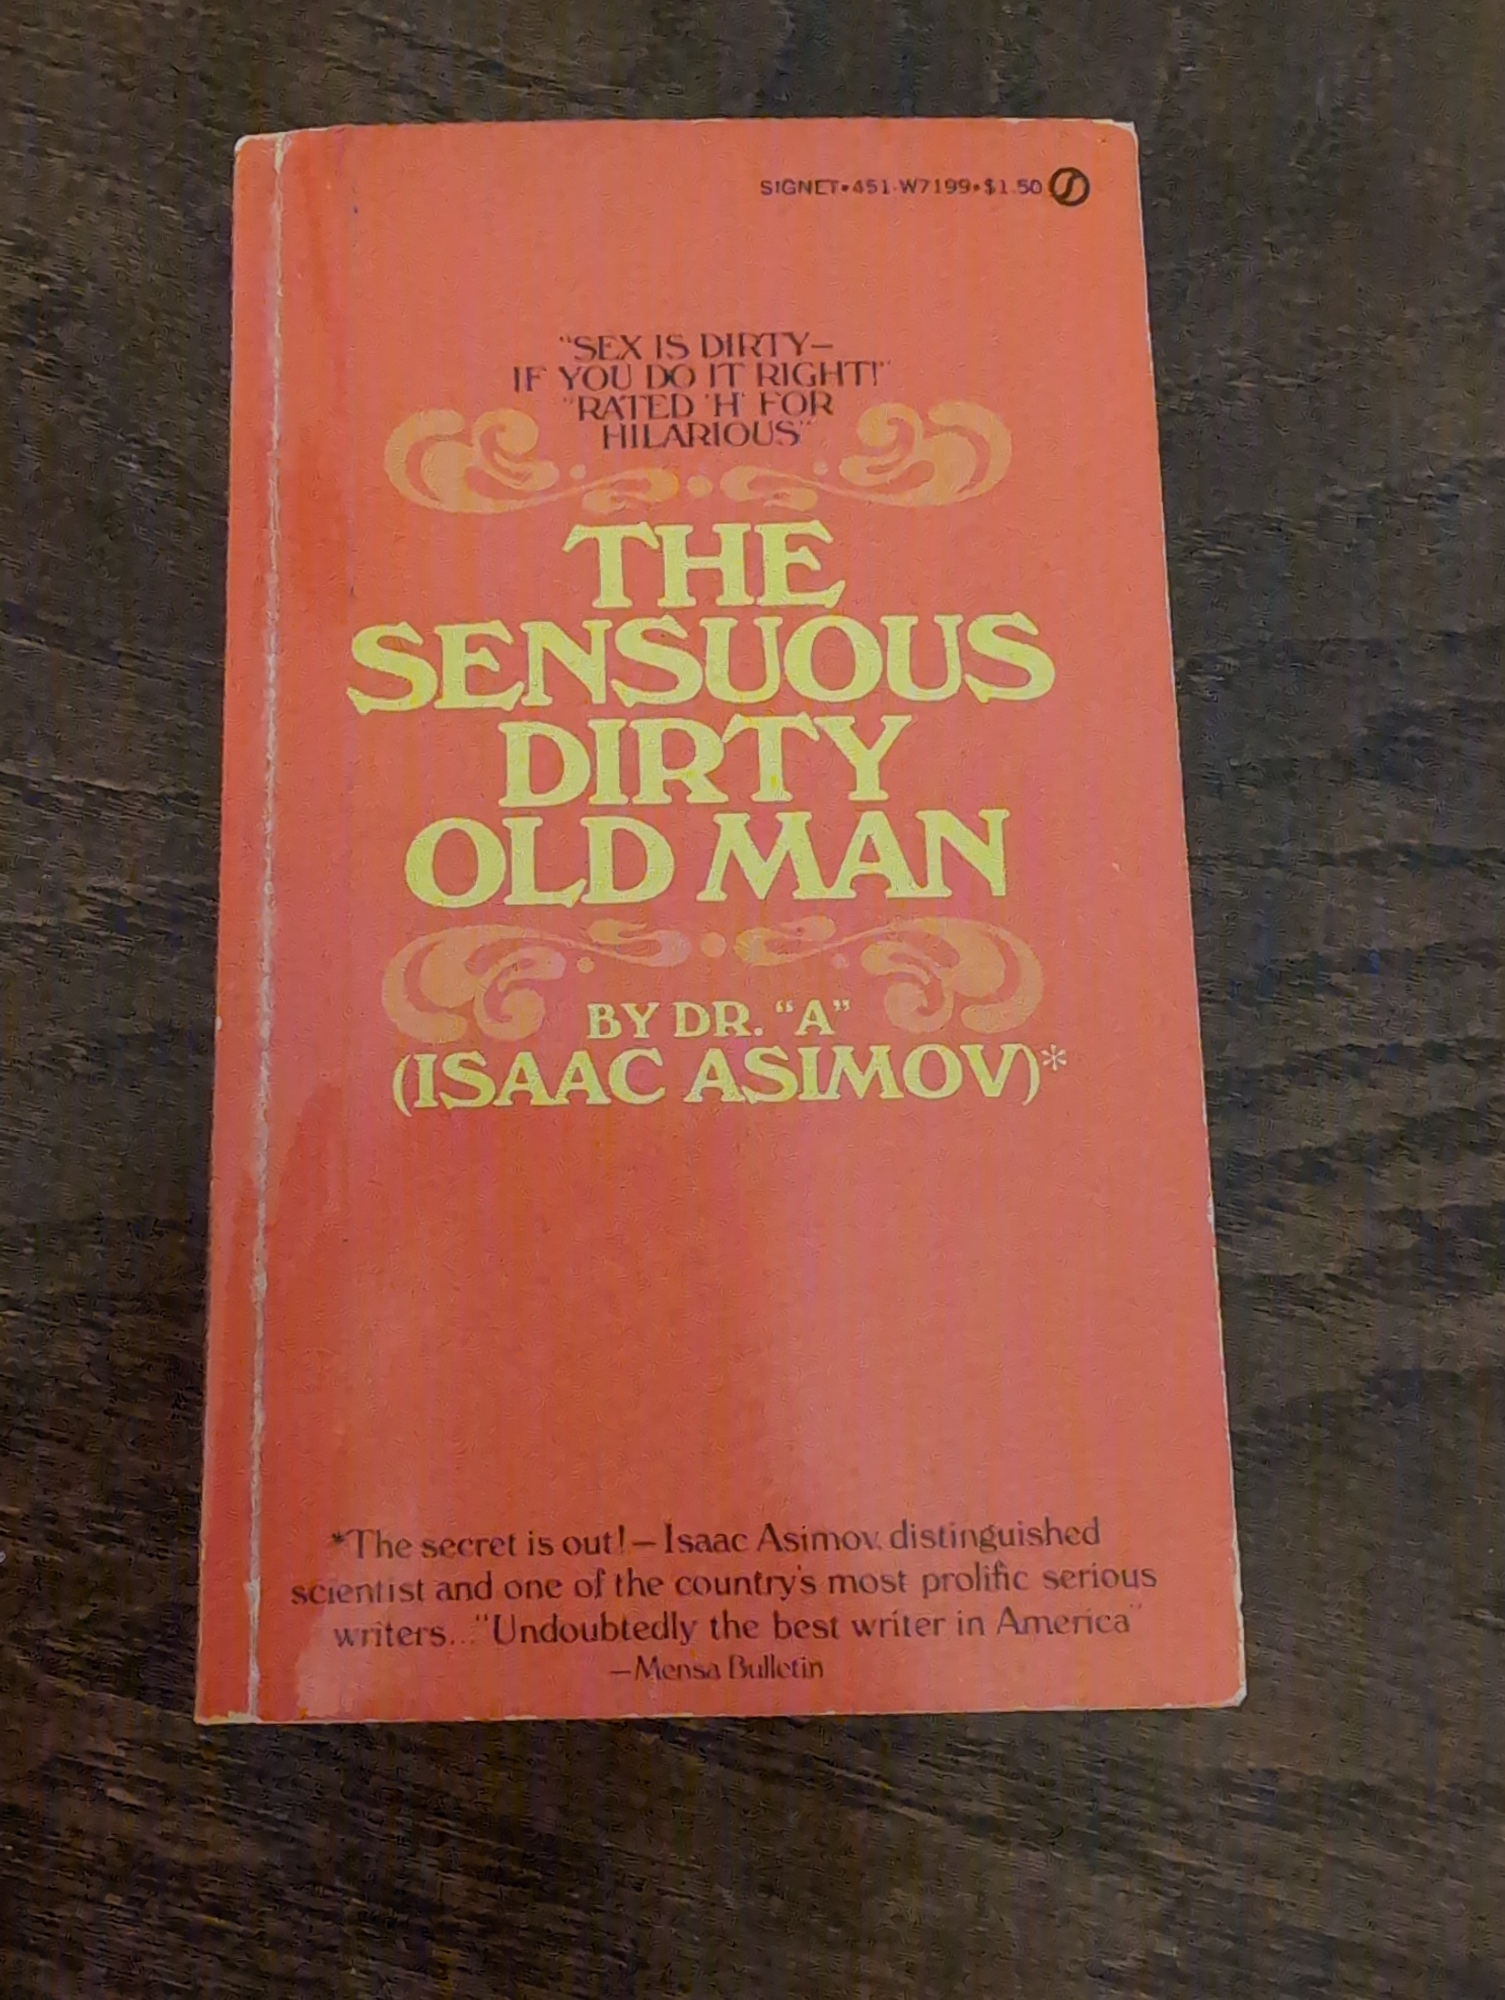 SIGNET•451-W7199•$1.50
"SEX IS DIRTY—
IF YOU DO IT RIGHT!"
"RATED 'H' FOR
HILARIOUS"
THE
SENSUOUS
DIRTY
OLD MAN
BY DR. "A"
(ISAAC ASIMOV)*
*The secret is out!—Isaac Asimov, distinguished
scientist and one of the country's most prolific serious
writers..."Undoubtedly the best writer in America"
—Mensa Bulletin